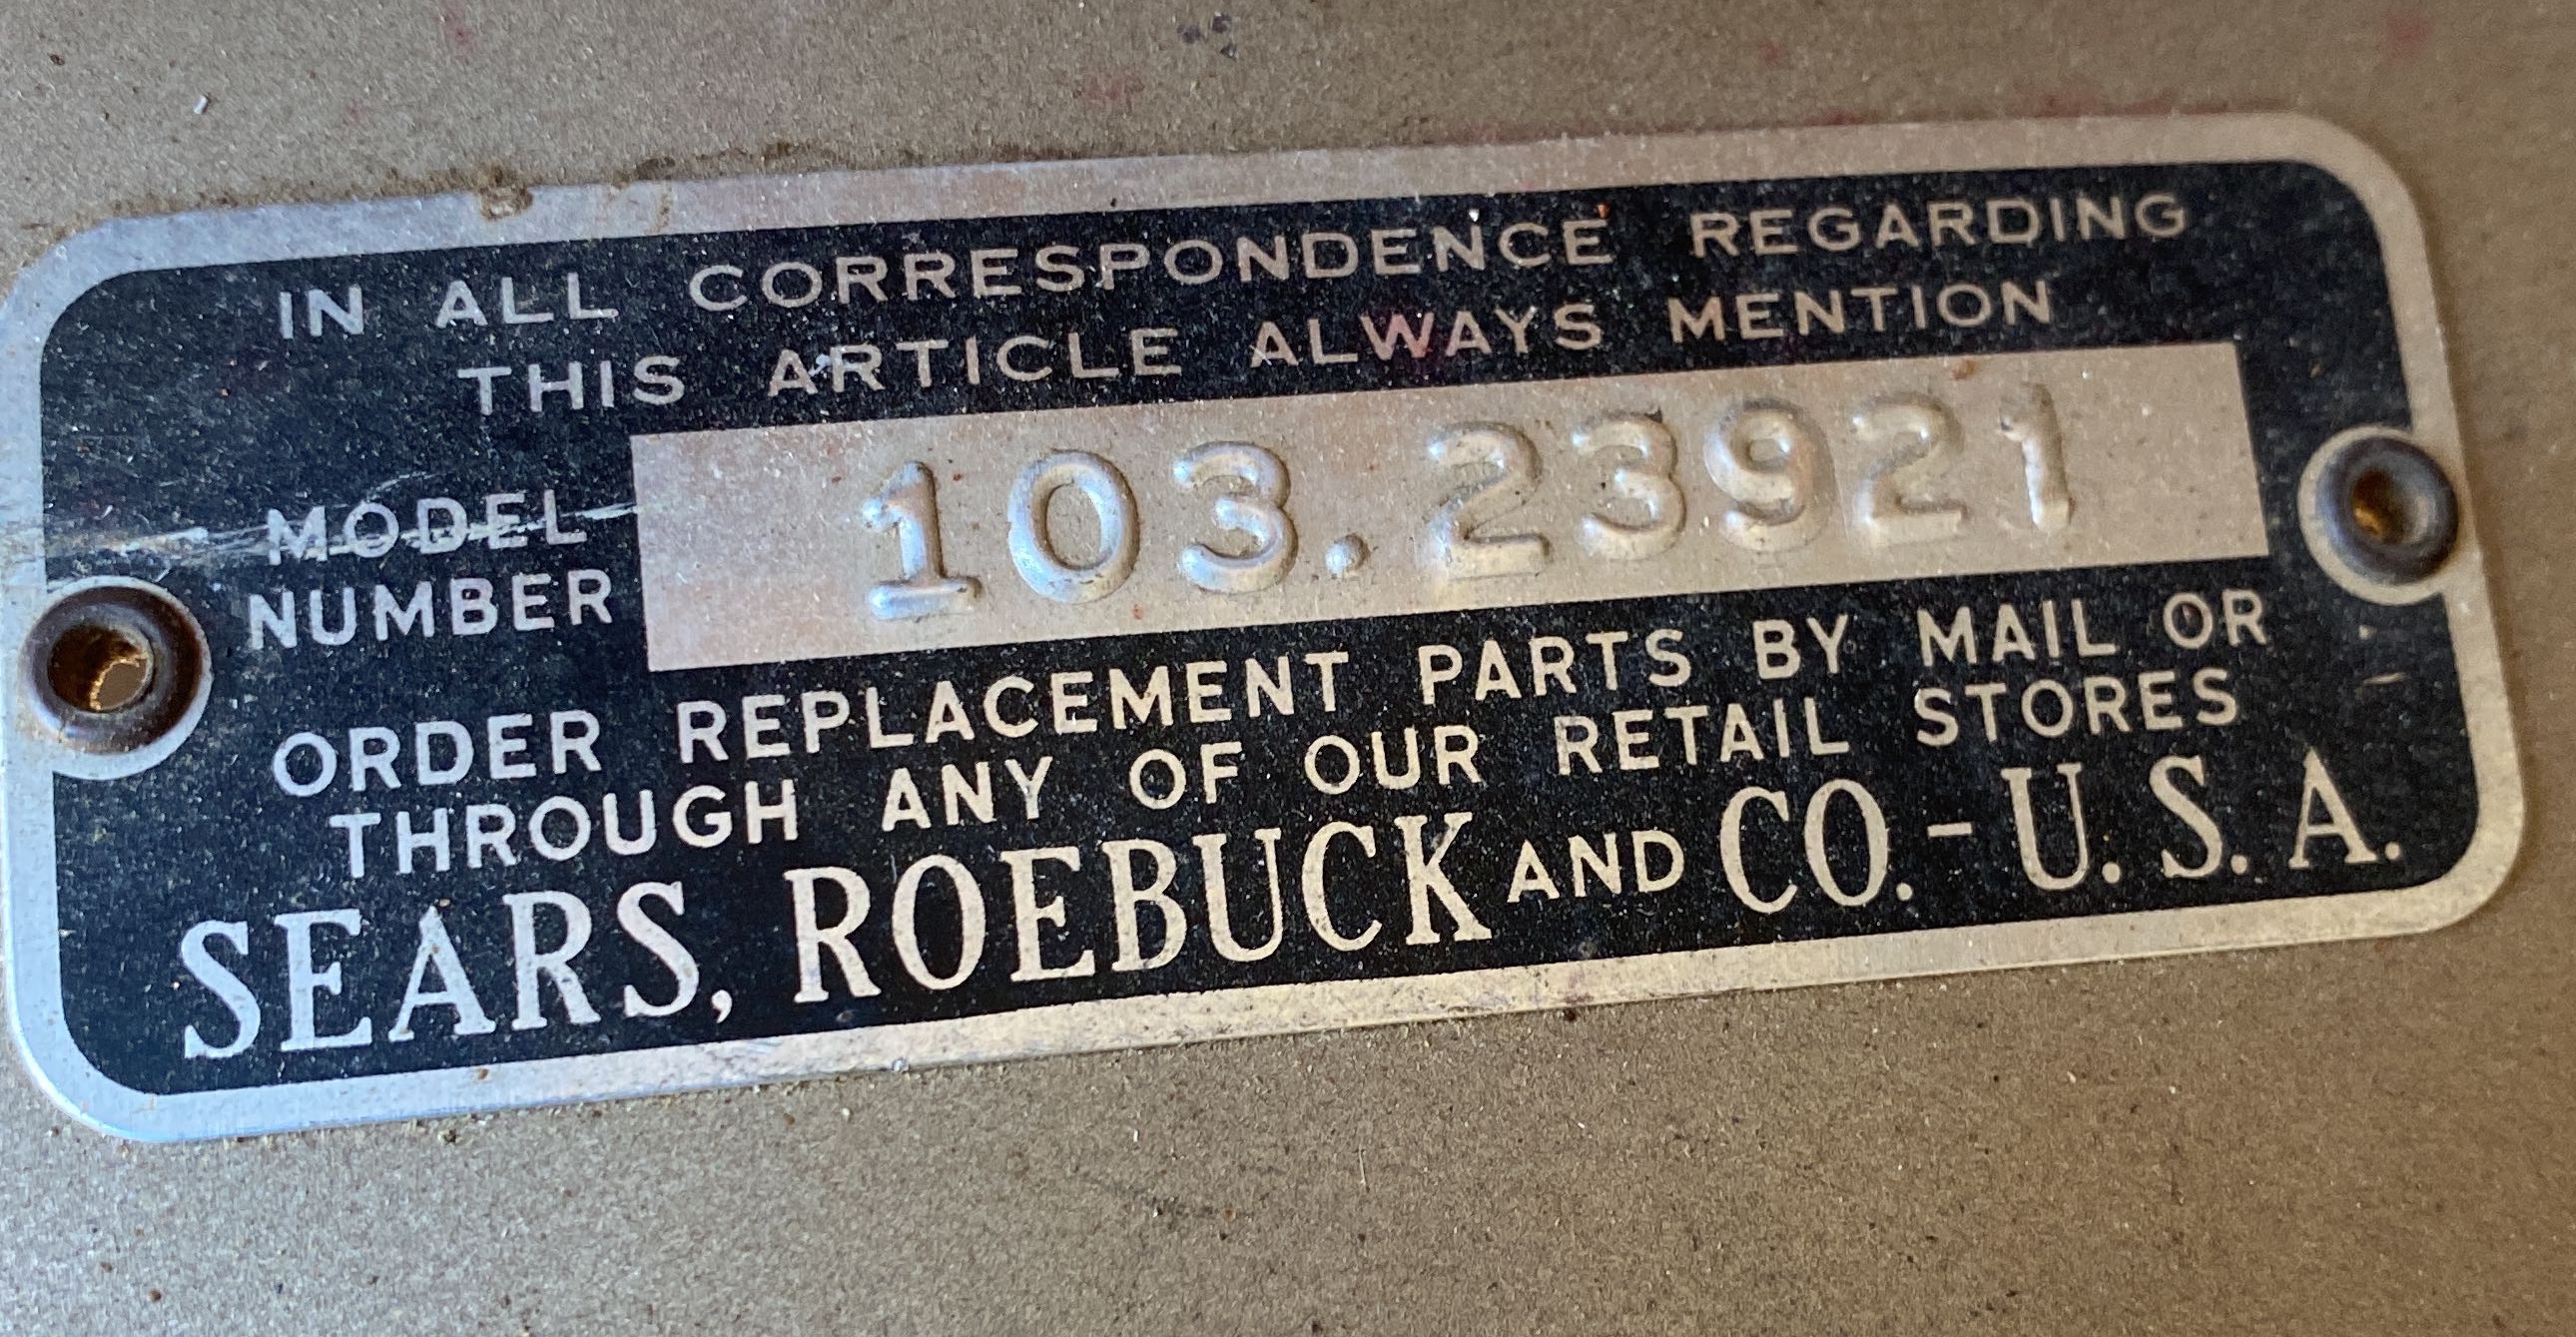 IN ALL CORRESPONDENCE REGARDING
THIS ARTICLE ALWAYS MENTION
MODEL
NUMBER
103.23921
ORDER REPLACEMENT PARTS BY MAIL OR
THROUGH ANY OF OUR RETAIL STORES
SEARS, ROEBUCK AND CO. - U. S. A.